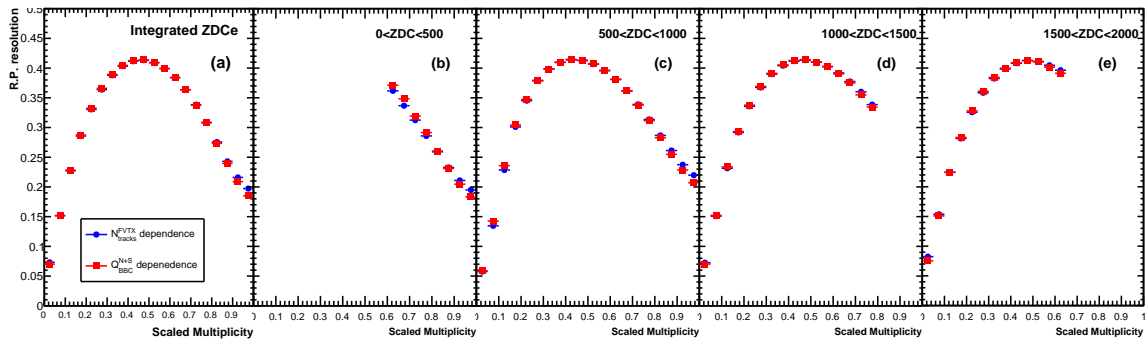 Integrated ZDCe
0<ZDC<500
500<ZDC<1000
1000<ZDC<1500
1500<ZDC<2000
(a)
(b)
(c)
(d)
(e)
R.P. resolution
0.5
0.45
0.4
0.35
0.3
0.25
0.2
0.15
0.1
0.05
0
N^FVTX_tracks dependence
Q^N+S_BBC depenedence
0 0.1 0.2 0.3 0.4 0.5 0.6 0.7 0.8 0.9
0 0.1 0.2 0.3 0.4 0.5 0.6 0.7 0.8 0.9 1
0 0.1 0.2 0.3 0.4 0.5 0.6 0.7 0.8 0.9 1
0 0.1 0.2 0.3 0.4 0.5 0.6 0.7 0.8 0.9 1
0 0.1 0.2 0.3 0.4 0.5 0.6 0.7 0.8 0.9 1
Scaled Multiplicity
Scaled Multiplicity
Scaled Multiplicity
Scaled Multiplicity
Scaled Multiplicity